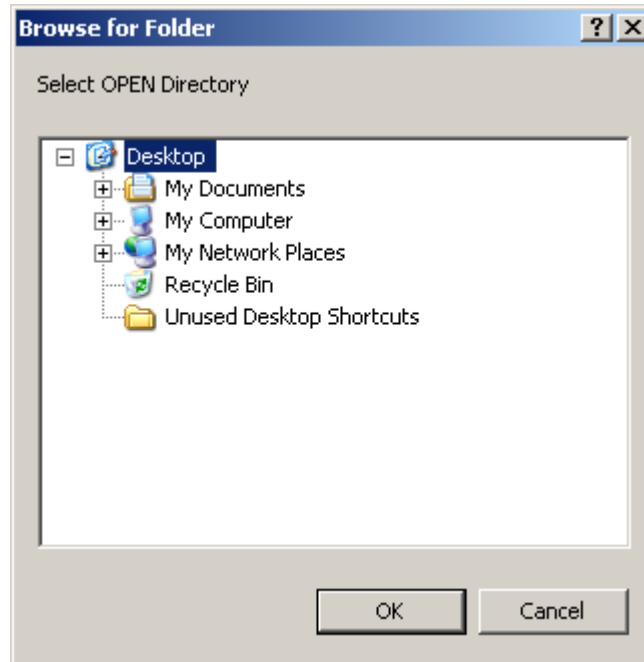 Browse for Folder
Select OPEN Directory
Desktop
My Documents
My Computer
My Network Places
Recycle Bin
Unused Desktop Shortcuts
OK Cancel